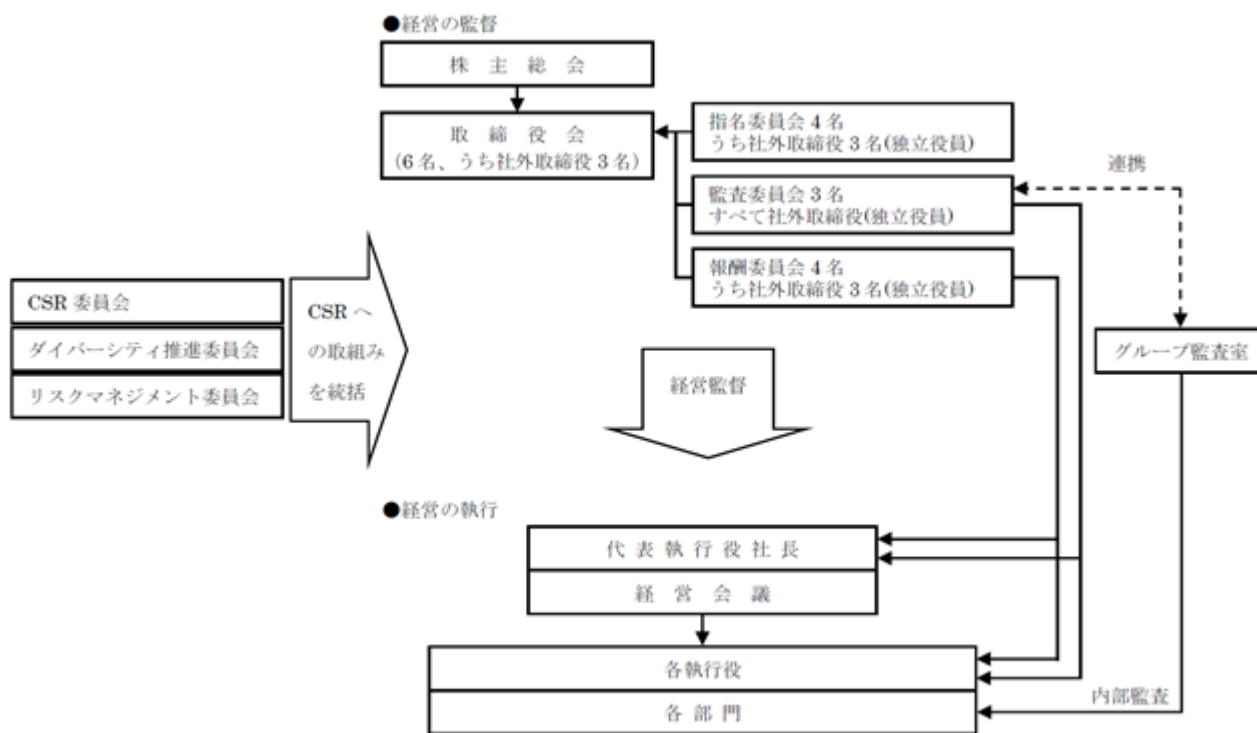 ●経営の監督
株主総会
取締役会
(6名、うち社外取締役3名)
指名委員会4名
うち社外取締役3名(独立役員)
監査委員会3名
すべて社外取締役(独立役員)
報酬委員会4名
うち社外取締役3名(独立役員)
連携
グループ監査室
CSR委員会
ダイバーシティ推進委員会
リスクマネジメント委員会
CSRへ
の取組み
を統括
経営監督
●経営の執行
代表執行役社長
経営会議
各執行役
各部門
内部監査